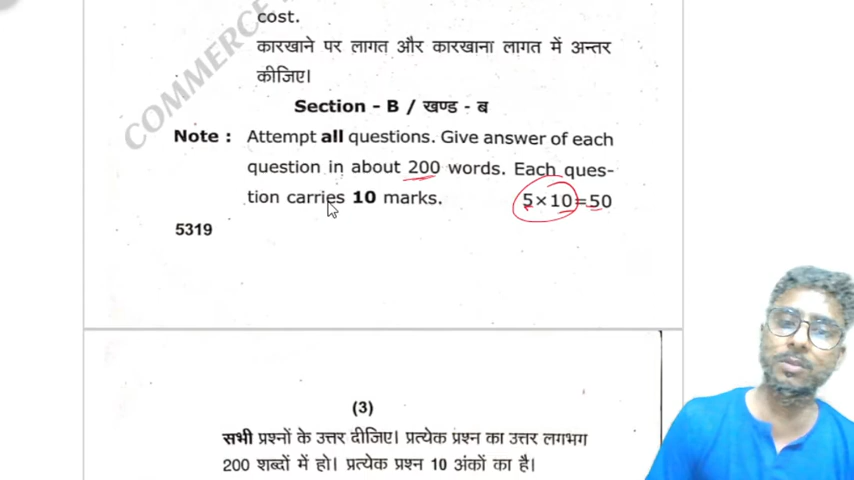 cost.
कारखाने पर लागत और कारखाना लागत में अन्तर
कीजिए।
COMMERCE
Section - B / खण्ड - ब
Note : Attempt all questions. Give answer of each
question in about 200 words. Each ques-
tion carries 10 marks. 5×10=50
5319
(3)
सभी प्रश्नों के उत्तर दीजिए। प्रत्येक प्रश्न का उत्तर लगभग
200 शब्दों में हो। प्रत्येक प्रश्न 10 अंकों का है।